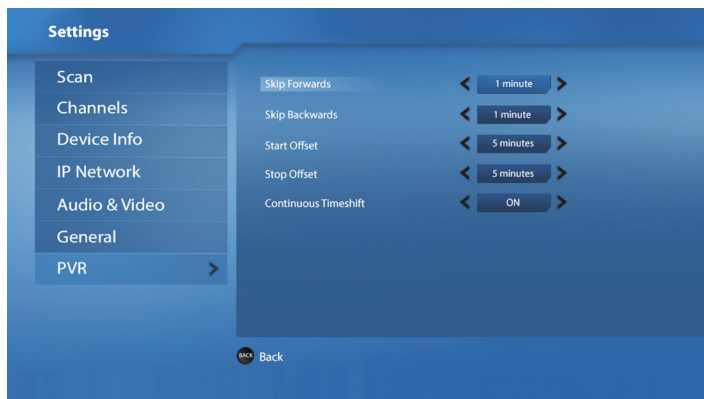 Settings
Scan
Channels
Device Info
IP Network
Audio & Video
General
PVR
Skip Forwards 1 minute
Skip Backwards 1 minute
Start Offset 5 minutes
Stop Offset 5 minutes
Continuous Timeshift ON
BACK Back